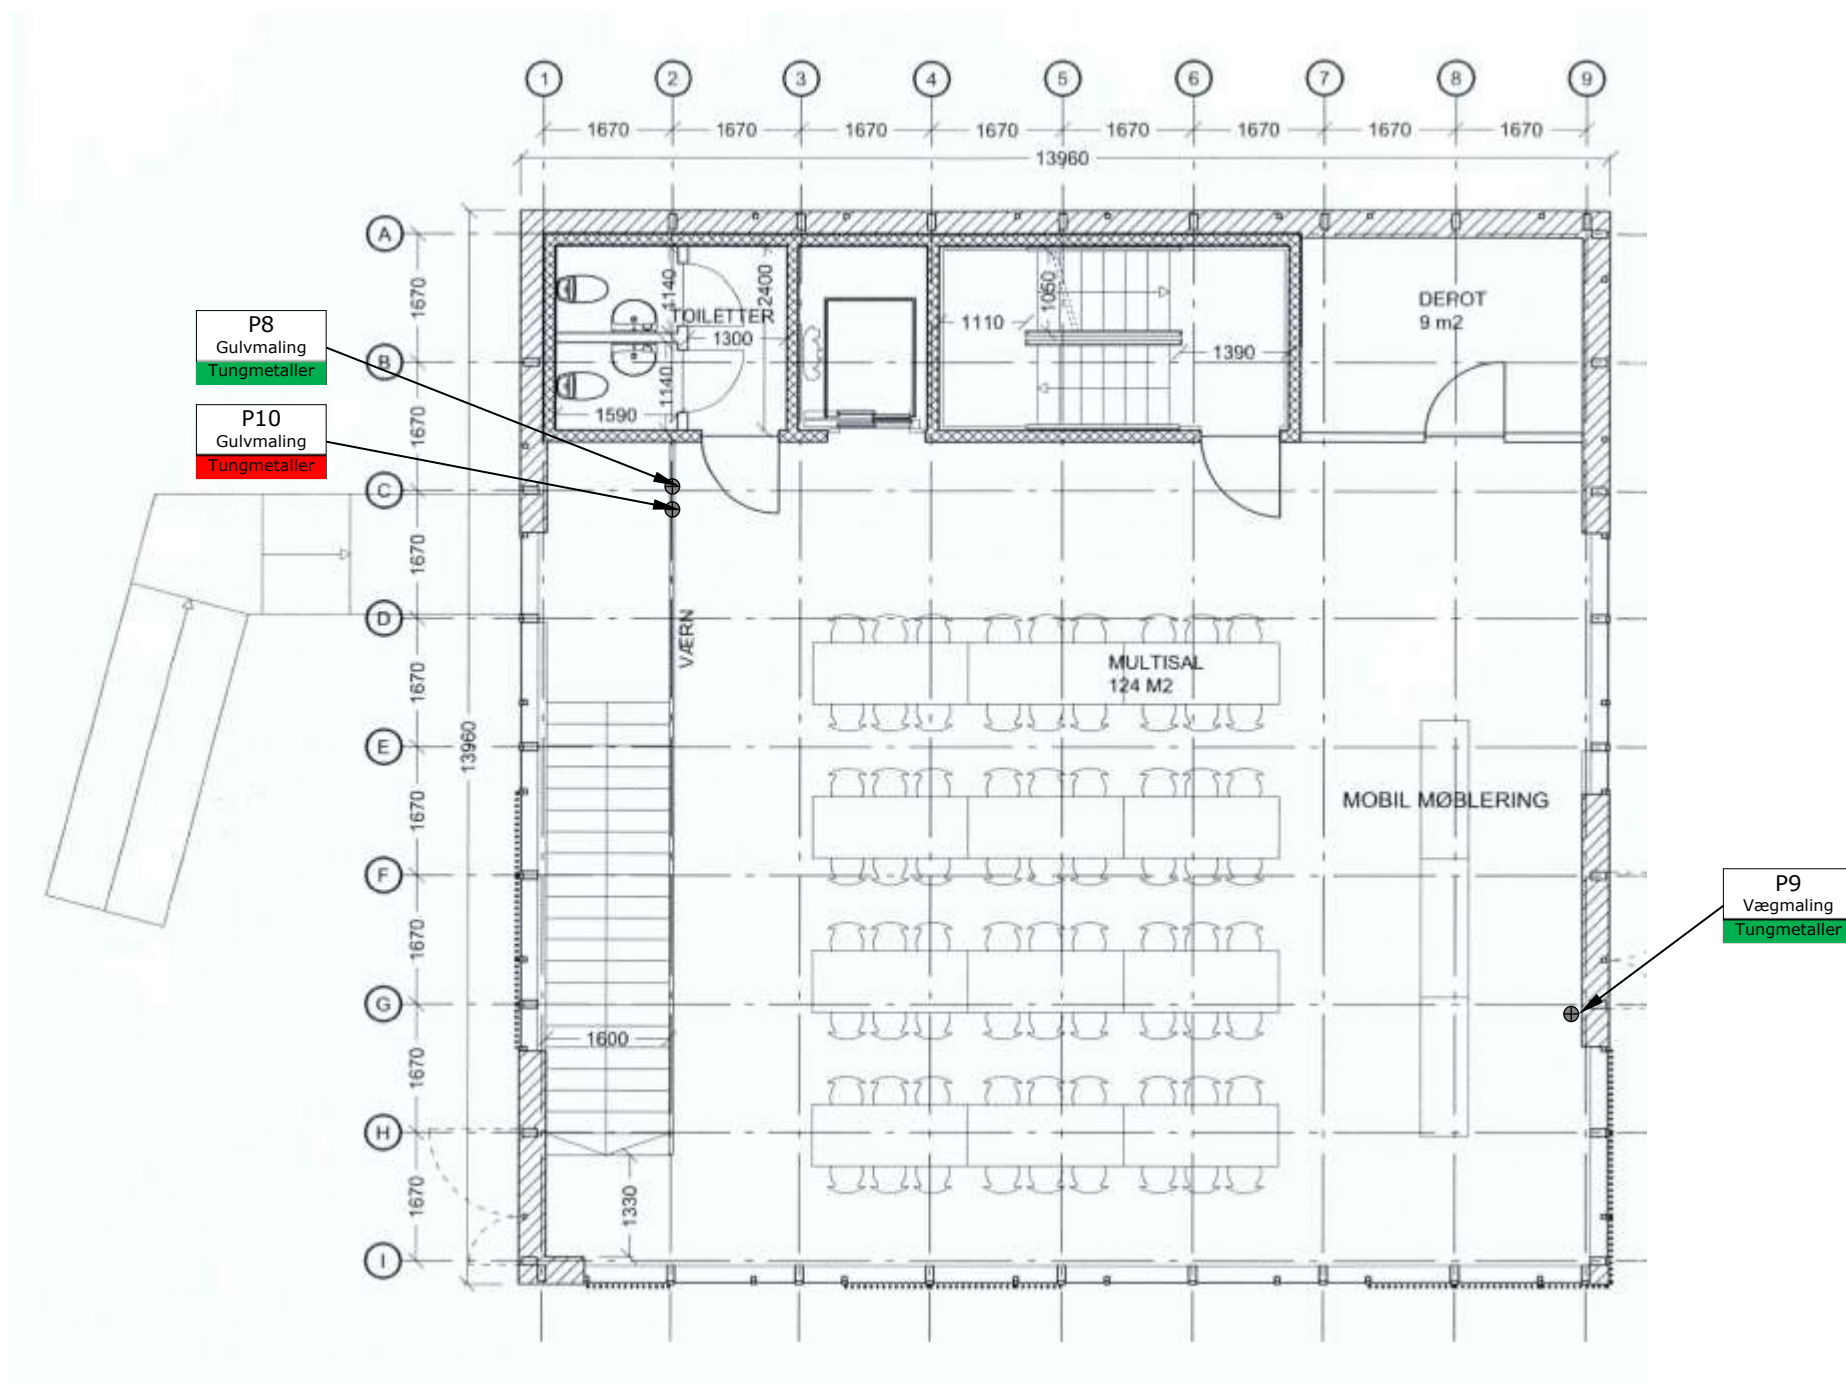 1 2 3 4 5 6 7 8 9
1670 1670 1670 1670 1670 1670 1670 1670
13960
A
B
C
D
E
F
G
H
I
1670
1670
1670
1670
1670
1670
1670
1670
13960
P8
Gulvmaling
Tungmetaller
P10
Gulvmaling
Tungmetaller
1140
TOILETTER
1300
2400
1140
1590
1110
1050
1390
DEPOT
9 m2
VÆRN
MULTISAL
124 M2
MOBIL MØBLERING
P9
Vægmaling
Tungmetaller
1600
1330